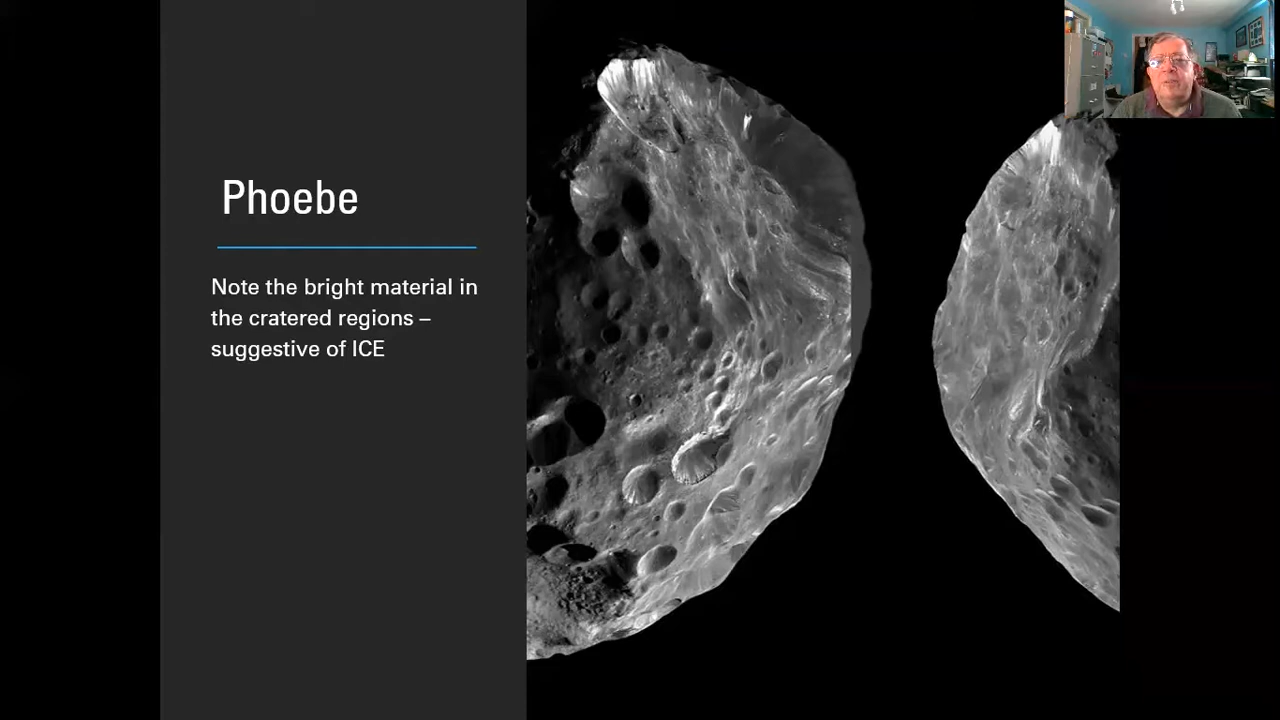 Phoebe
Note the bright material in
the cratered regions –
suggestive of ICE